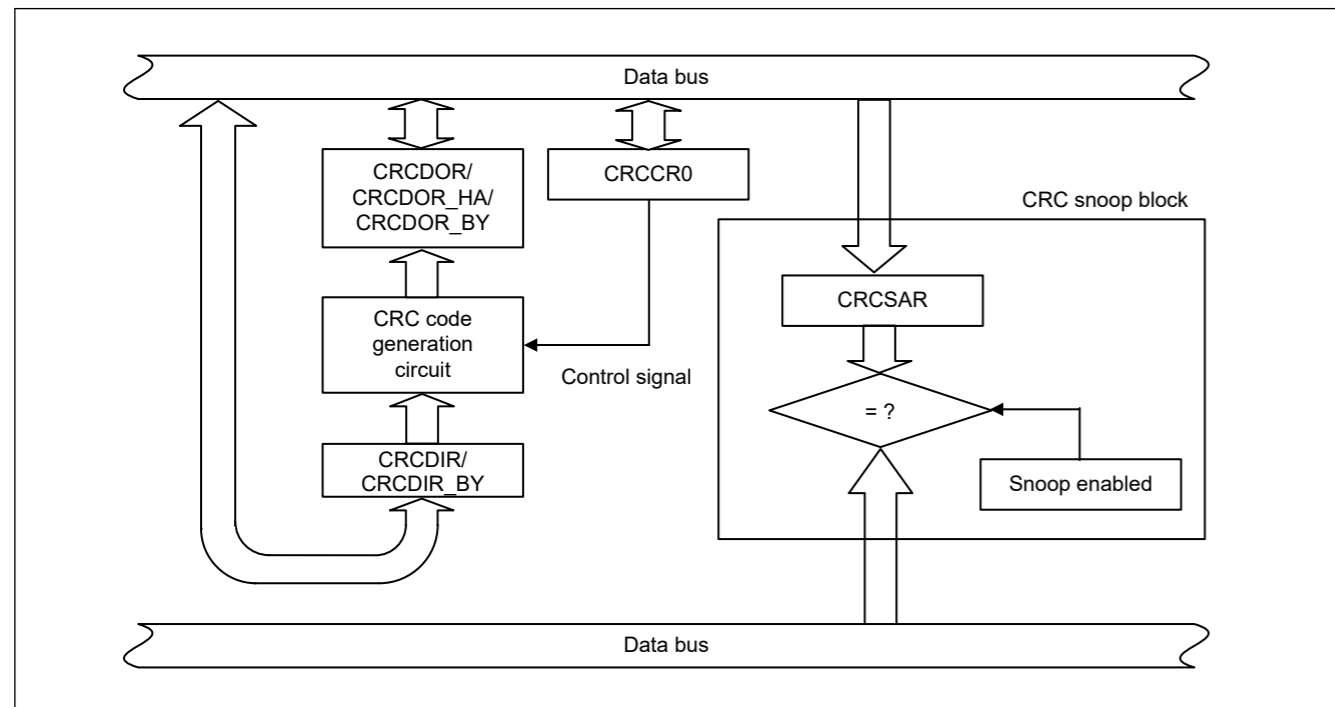 Data bus
CRCDOR/
CRCDOR_HA/
CRCDOR_BY
CRCCR0
CRC snoop block
CRCSAR
CRC code
generation
circuit
Control signal
= ?
CRCDIR/
CRCDIR_BY
Snoop enabled
Data bus